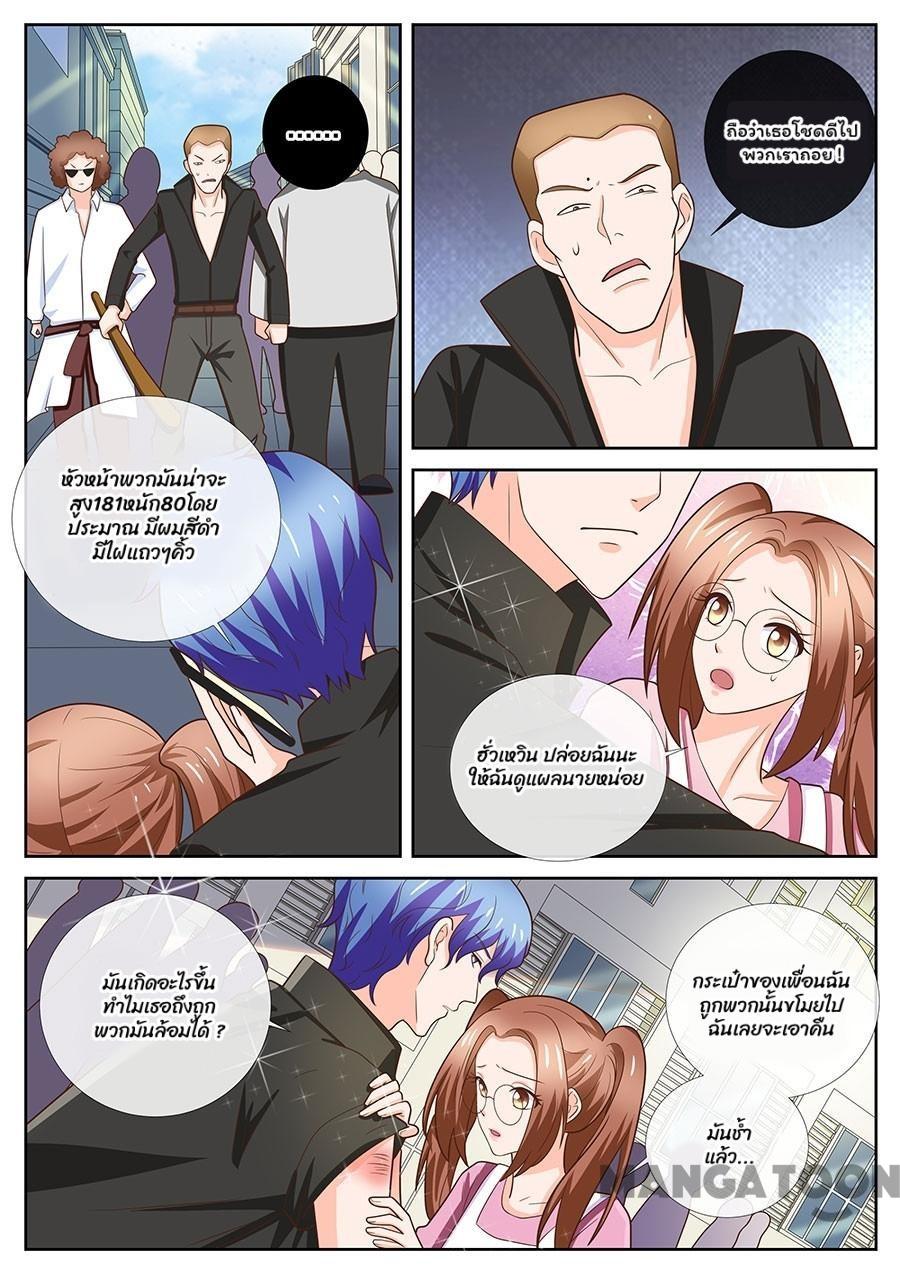 ......
หัวหน้าพวกมันน่าจะ
สูง181หนัก80โดย
ประมาณ มีผมสีดำ
มีไฝแถวๆคิ้ว
ถือว่าเธอโชดดีไป
พวกเราถอย!
ฮั่วเหวิน ปล่อยฉันนะ
ให้ฉันดูแผลนายหน่อย
มันเกิดอะไรขึ้น
ทำไมเธอถึงถูก
พวกมันล้อมได้ ?
กระเป๋าของเพื่อนฉัน
ถูกพวกนั้นขโมยไป
ฉันเลยจะเอาคืน
มันช้ำ
แล้ว...
MANGATOON